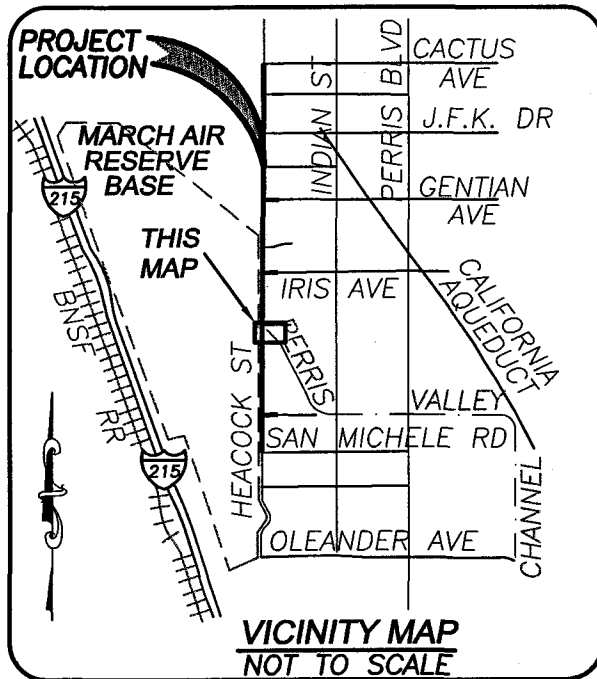 PROJECT
LOCATION
CACTUS
AVE
INDIAN ST
PERRIS BLVD
J.F.K. DR
MARCH AIR
RESERVE
BASE
215
GENTIAN
AVE
THIS
MAP
IRIS AVE
CALIFORNIA
AQUEDUCT
BNSF RR
HEACOCK ST
PERRIS
VALLEY
CHANNEL
SAN MICHELE RD
215
OLEANDER AVE
VICINITY MAP
NOT TO SCALE